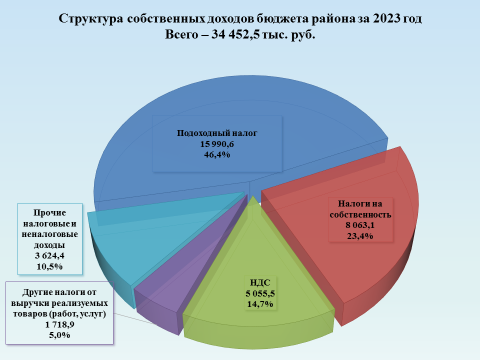 Структура собственных доходов бюджета района за 2023 год
Всего – 34 452,5 тыс. руб.
Подоходный налог
15 990,6
46,4%
Налоги на
собственность
8 063,1
23,4%
НДС
5 055,5
14,7%
Другие налоги от
выручки реализуемых
товаров (работ, услуг)
1 718,9
5,0%
Прочие
налоговые и
неналоговые
доходы
3 624,4
10,5%